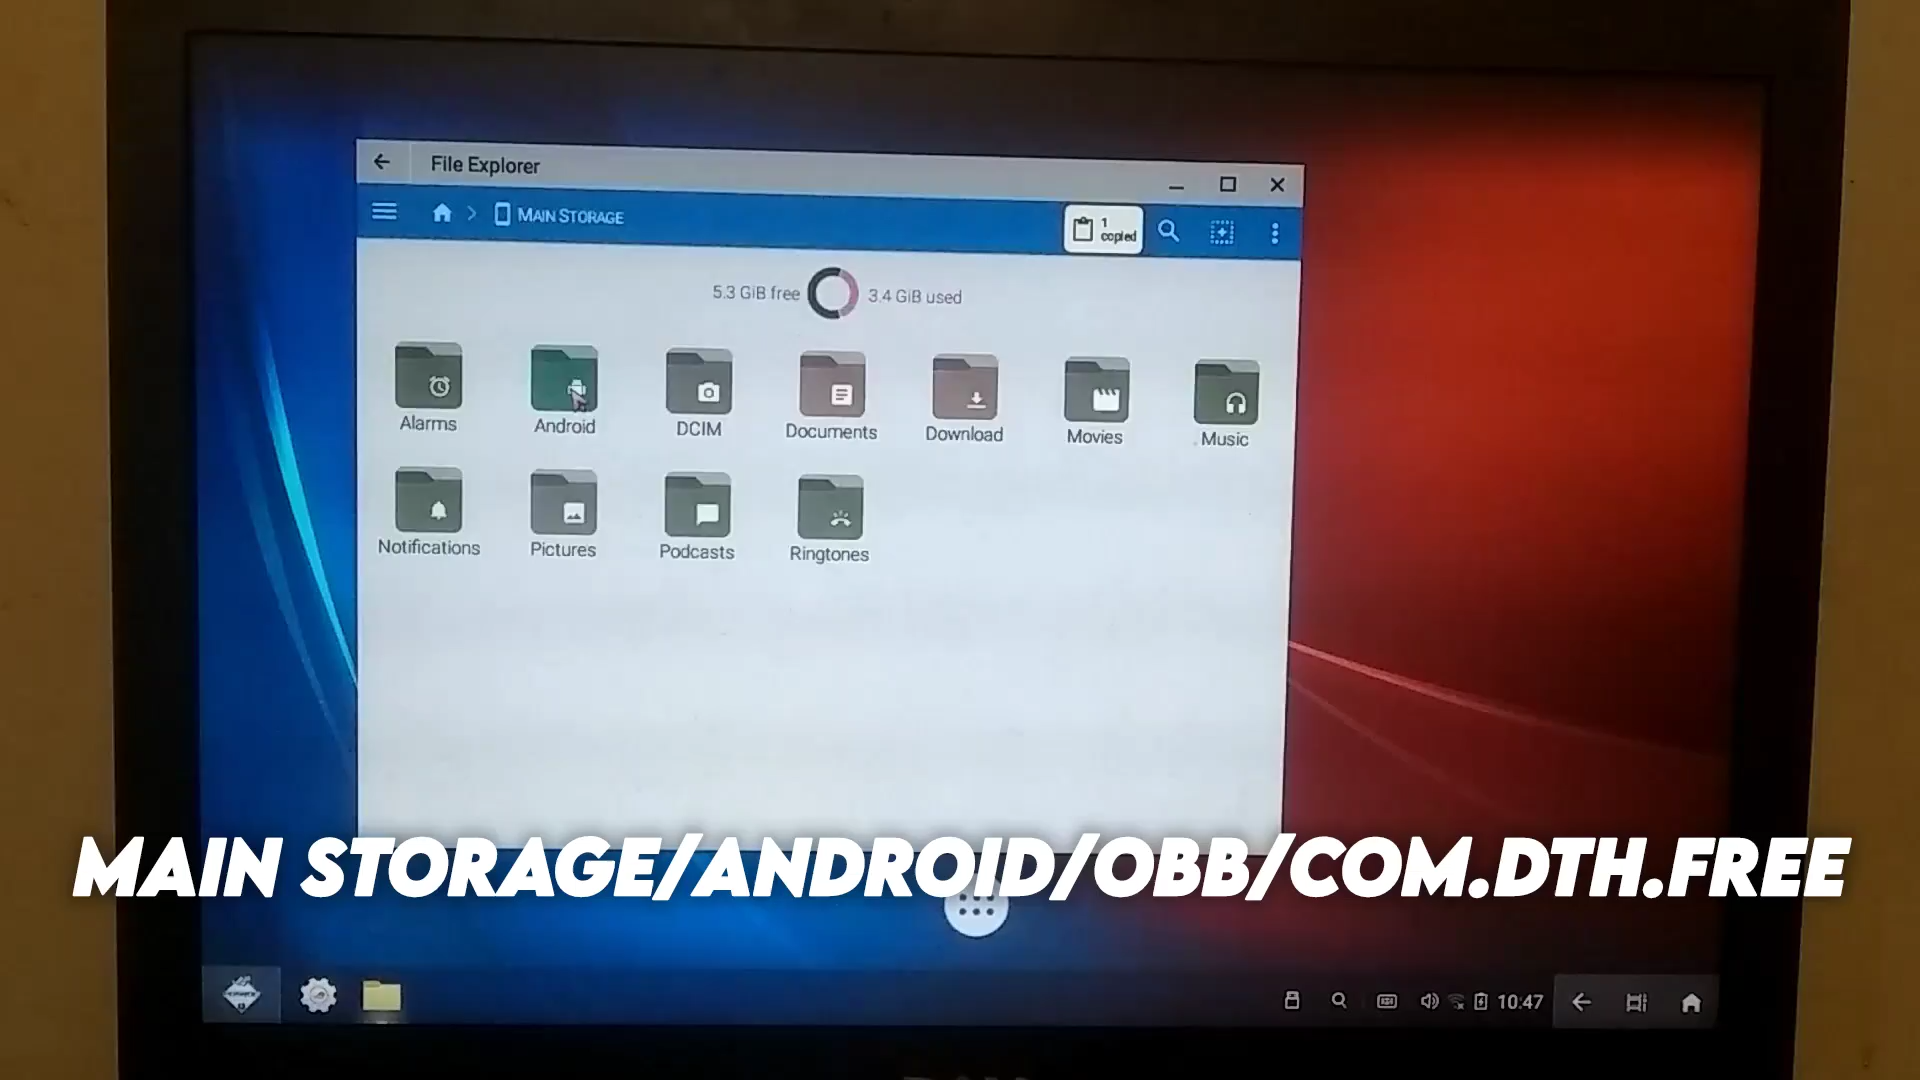 File Explorer
MAIN STORAGE
1
copied
5.3 GiB free
3.4 GiB used
Alarms
Android
DCIM
Documents
Download
Movies
Music
Notifications
Pictures
Podcasts
Ringtones
MAIN STORAGE/ANDROID/OBB/COM.DTH.FREE
10:47